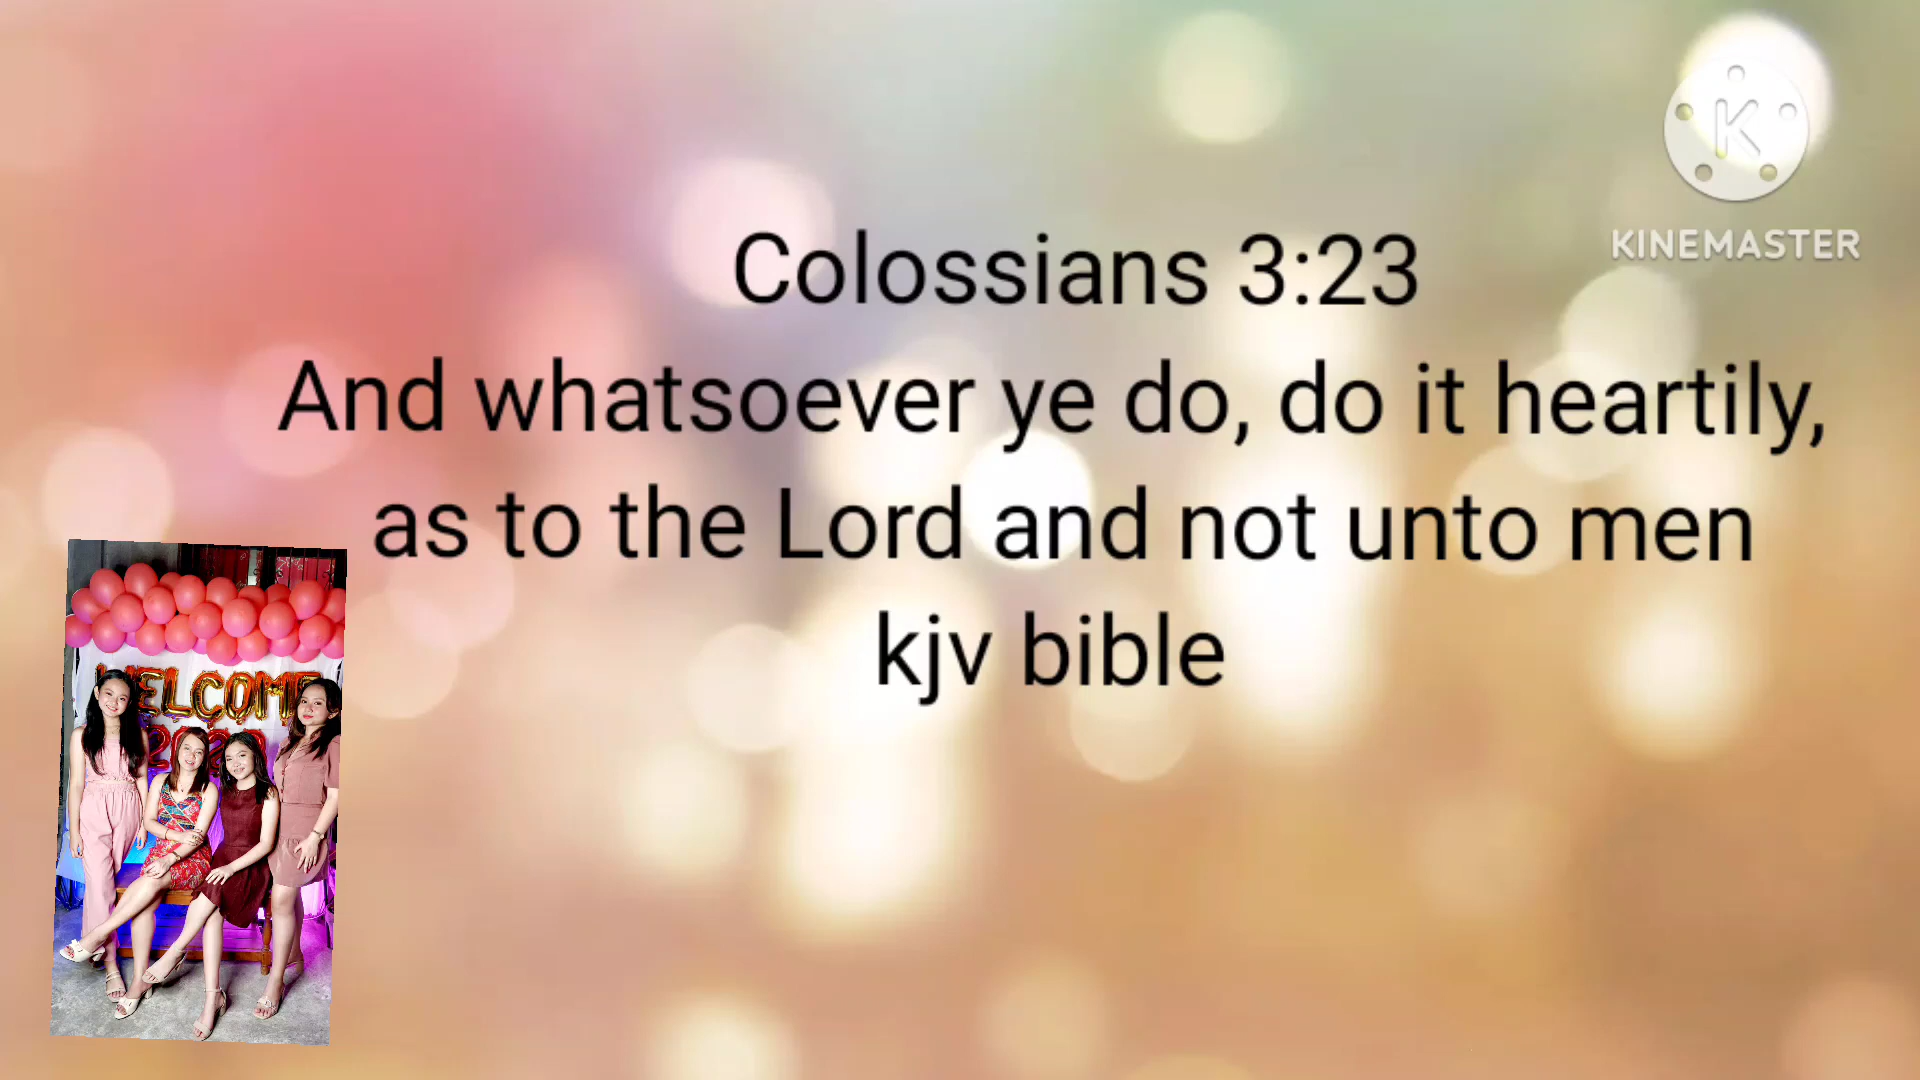 K
KINEMASTER
Colossians 3:23
And whatsoever ye do, do it heartily,
as to the Lord and not unto men
kjv bible
WELCOME